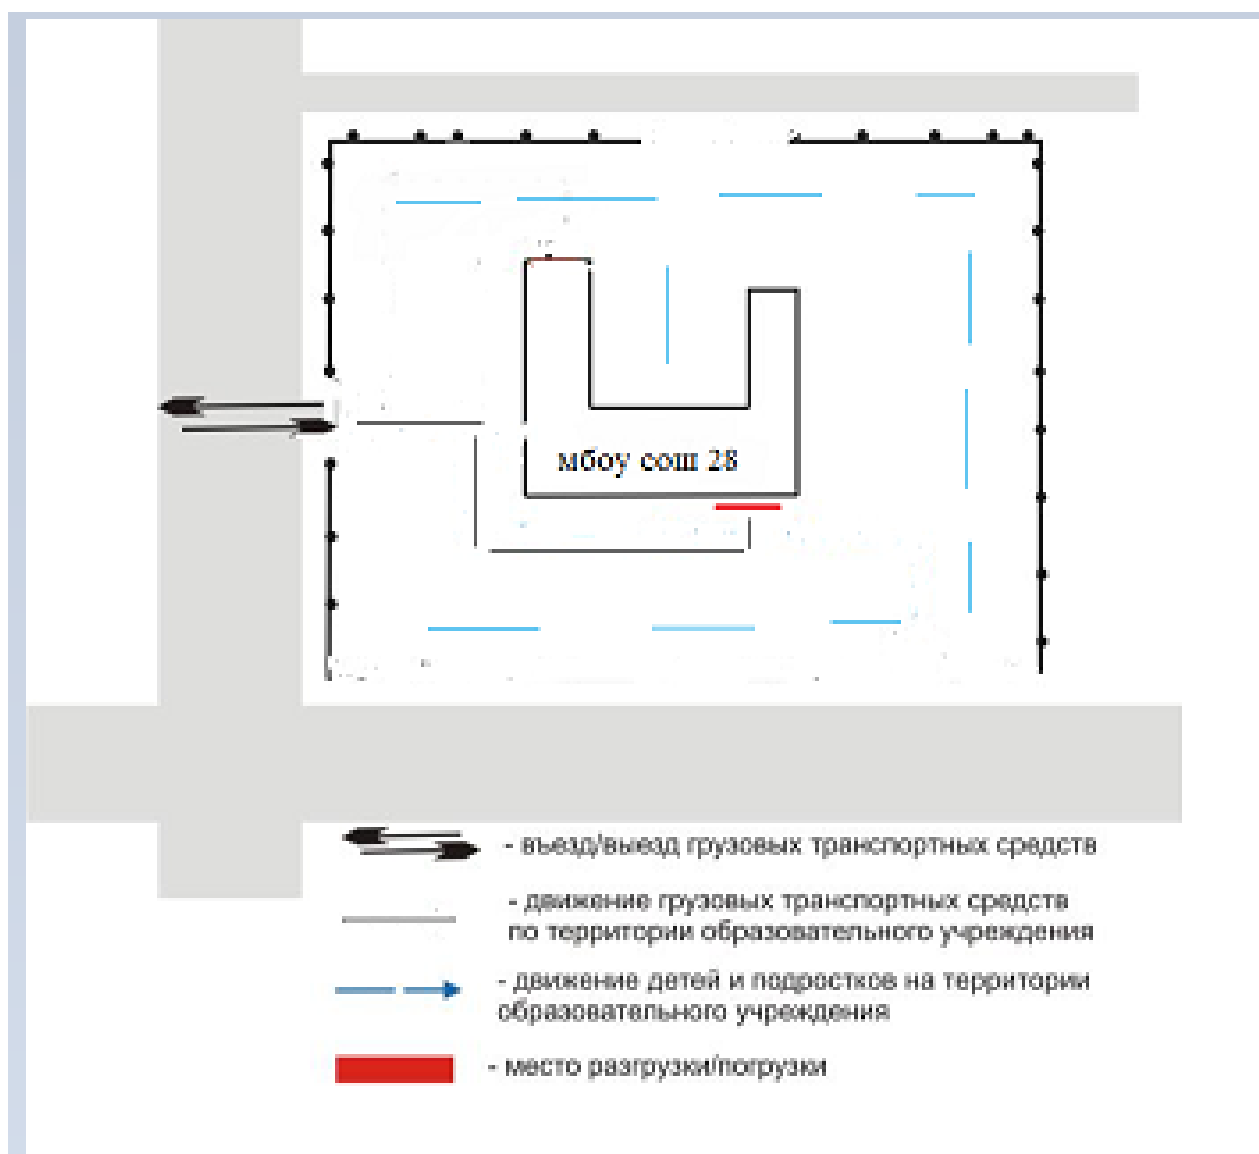 мбоу сош 28
- въезд/выезд грузовых транспортных средств
- движение грузовых транспортных средств
по территории образовательного учреждения
- движение детей и подростков на территории
образовательного учреждения
- место разгрузки/погрузки